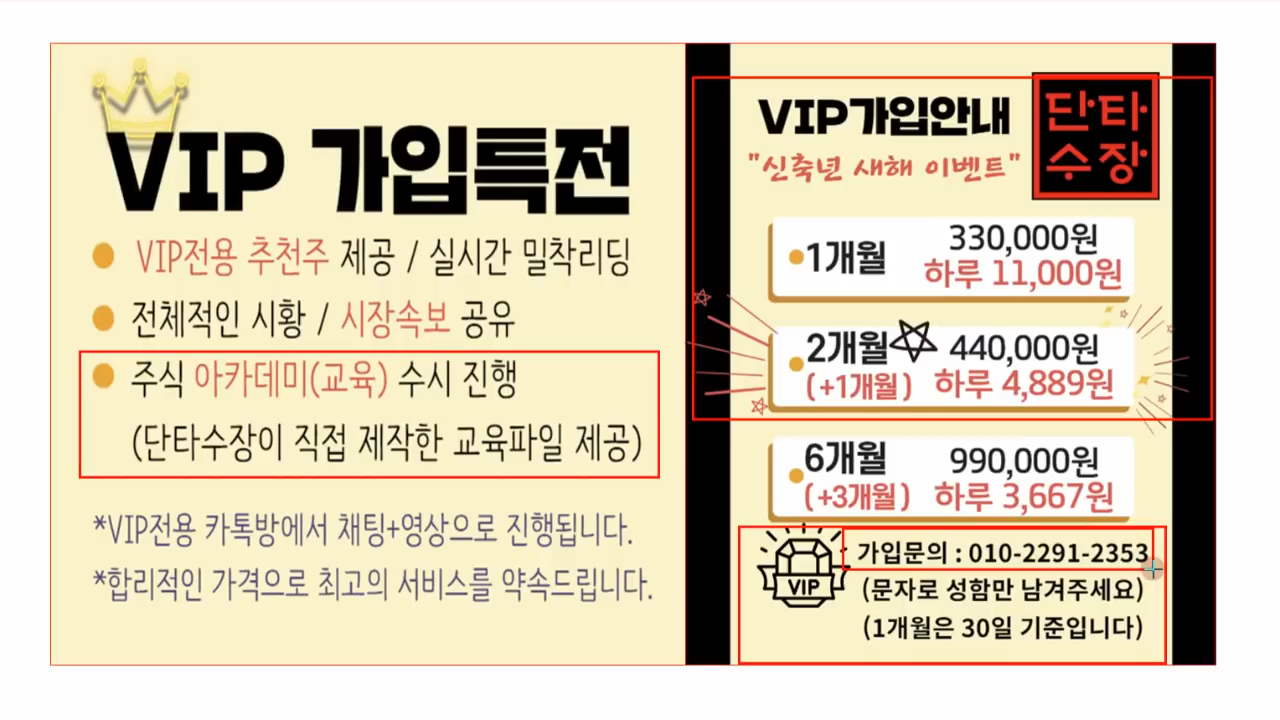 VIP 가입특전
VIP전용 추천주 제공 / 실시간 밀착리딩
전체적인 시황 / 시장속보 공유
주식 아카데미(교육) 수시 진행
(단타수장이 직접 제작한 교육파일 제공)
*VIP전용 카톡방에서 채팅+영상으로 진행됩니다.
*합리적인 가격으로 최고의 서비스를 약속드립니다.
VIP가입안내
"신축년 새해 이벤트"
단타
수장
1개월 330,000원
하루 11,000원
2개월 440,000원
(+1개월) 하루 4,889원
6개월 990,000원
(+3개월) 하루 3,667원
VIP
가입문의 : 010-2291-2353
(문자로 성함만 남겨주세요)
(1개월은 30일 기준입니다)